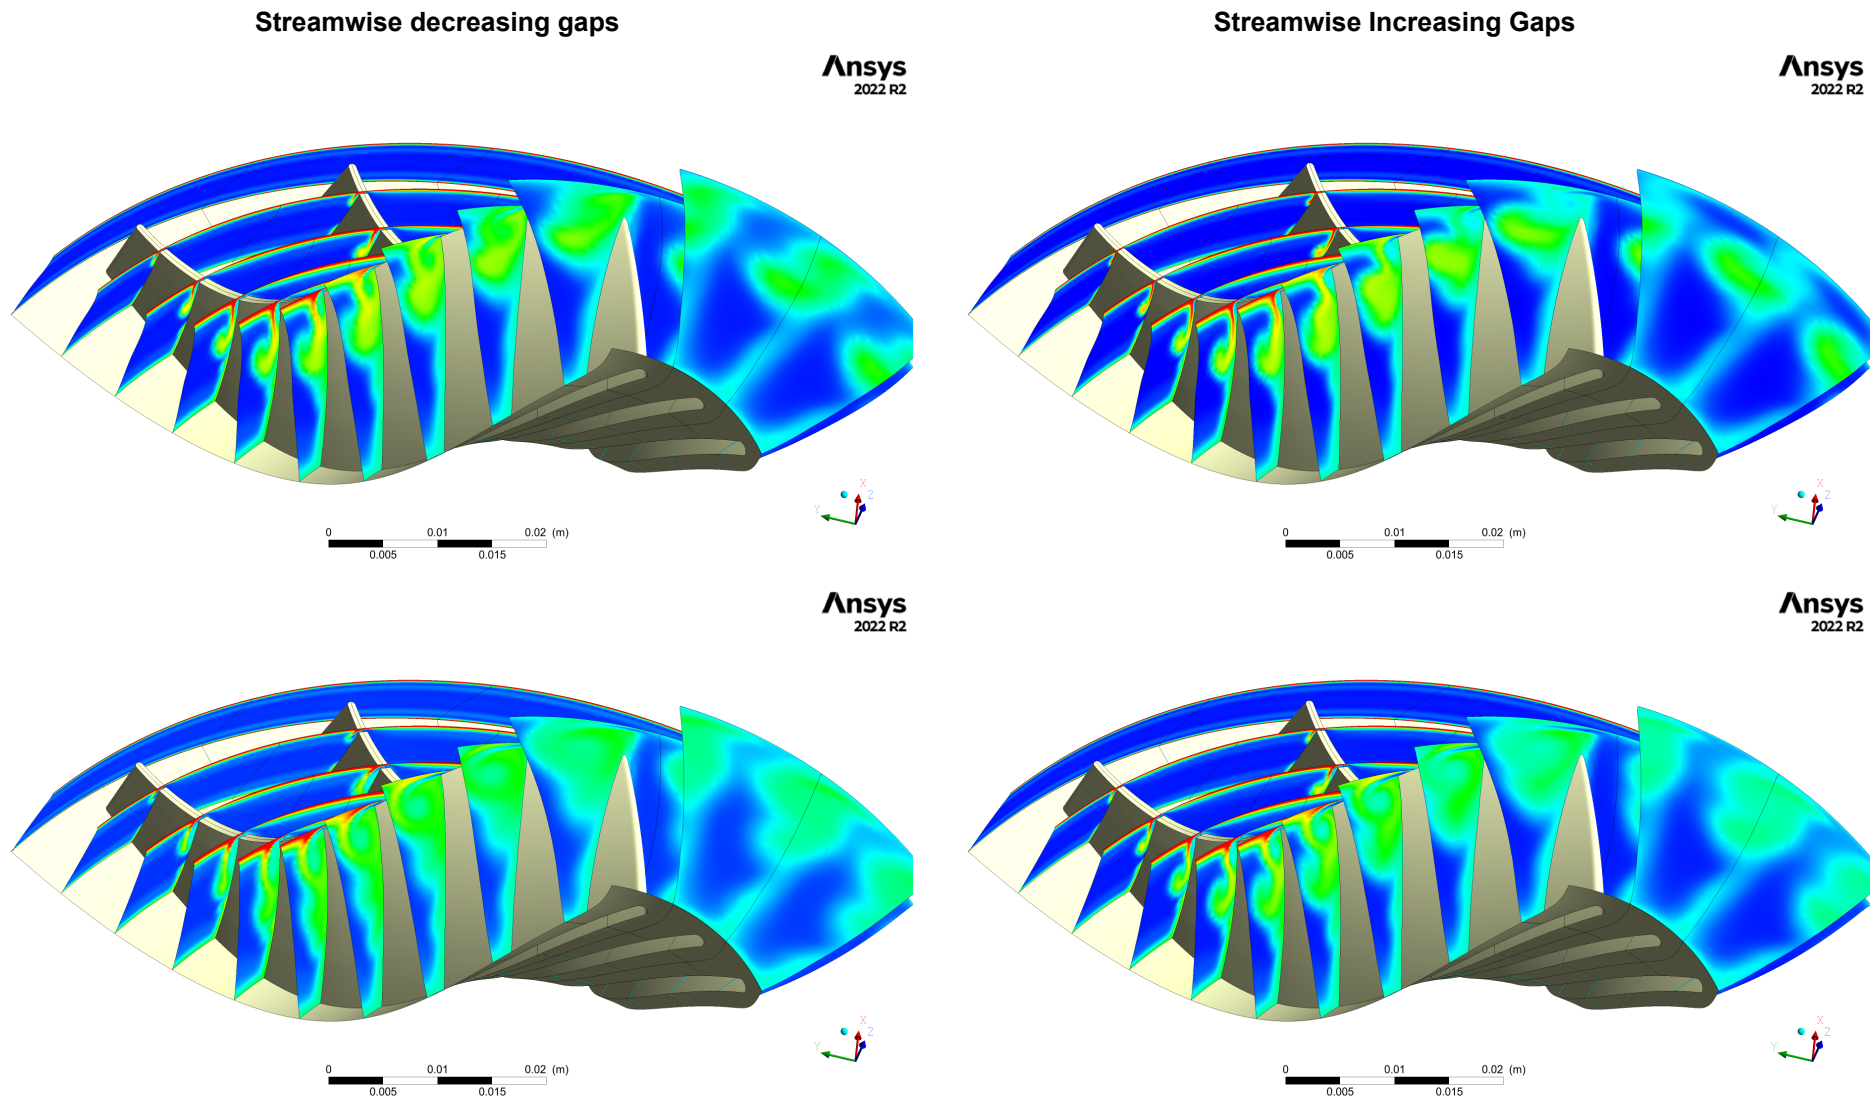 Streamwise decreasing gaps
Streamwise Increasing Gaps
Ansys
2022 R2
Ansys
2022 R2
X
Y
Z
X
Y
Z
0 0.01 0.02 (m)
0.005 0.015
0 0.01 0.02 (m)
0.005 0.015
Ansys
2022 R2
Ansys
2022 R2
X
Y
Z
X
Y
Z
0 0.01 0.02 (m)
0.005 0.015
0 0.01 0.02 (m)
0.005 0.015